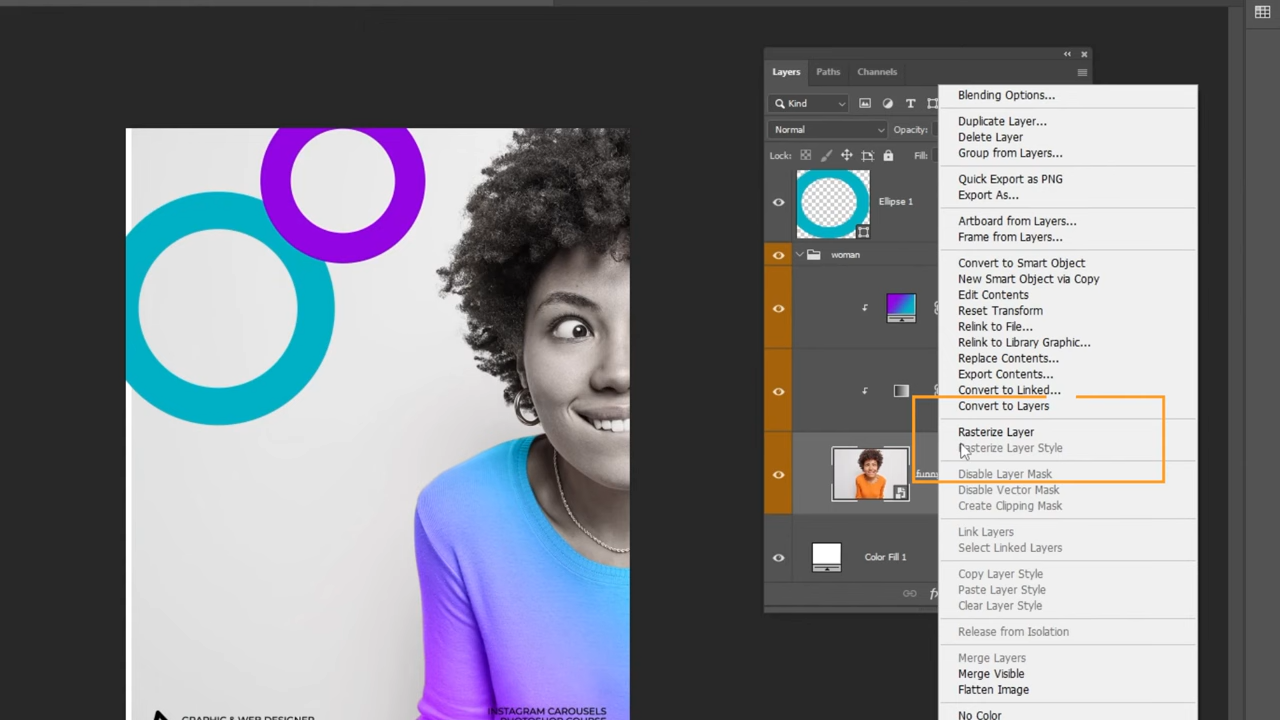 Layers Paths Channels
Kind
Normal Opacity:
Lock: Fill:
Ellipse 1
woman
funny
Color Fill 1
fx
Blending Options...
Duplicate Layer...
Delete Layer
Group from Layers...
Quick Export as PNG
Export As...
Artboard from Layers...
Frame from Layers...
Convert to Smart Object
New Smart Object via Copy
Edit Contents
Reset Transform
Relink to File...
Relink to Library Graphic...
Replace Contents...
Export Contents...
Convert to Linked...
Convert to Layers
Rasterize Layer
Rasterize Layer Style
Disable Layer Mask
Disable Vector Mask
Create Clipping Mask
Link Layers
Select Linked Layers
Copy Layer Style
Paste Layer Style
Clear Layer Style
Release from Isolation
Merge Layers
Merge Visible
Flatten Image
No Color
GRAPHIC & WEB DESIGNER
INSTAGRAM CAROUSELS
PHOTOSHOP COURSE